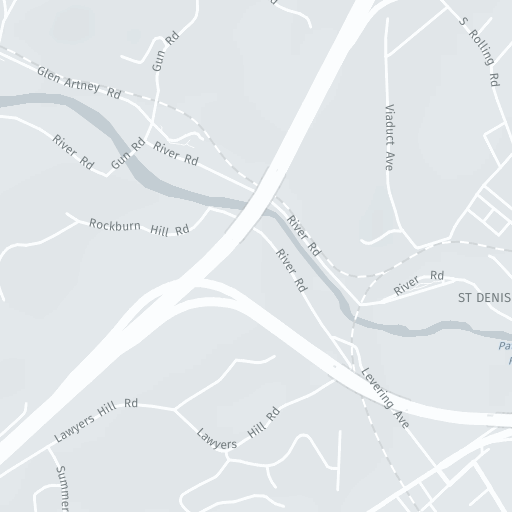 S Rolling Rd
Gun Rd
Glen Artney Rd
Viaduct Ave
River Rd
Gun Rd
River Rd
Rockburn Hill Rd
River Rd
River Rd
River Rd
ST DENIS
Levering Ave
Lawyers Hill Rd
Lawyers Hill Rd
Summer